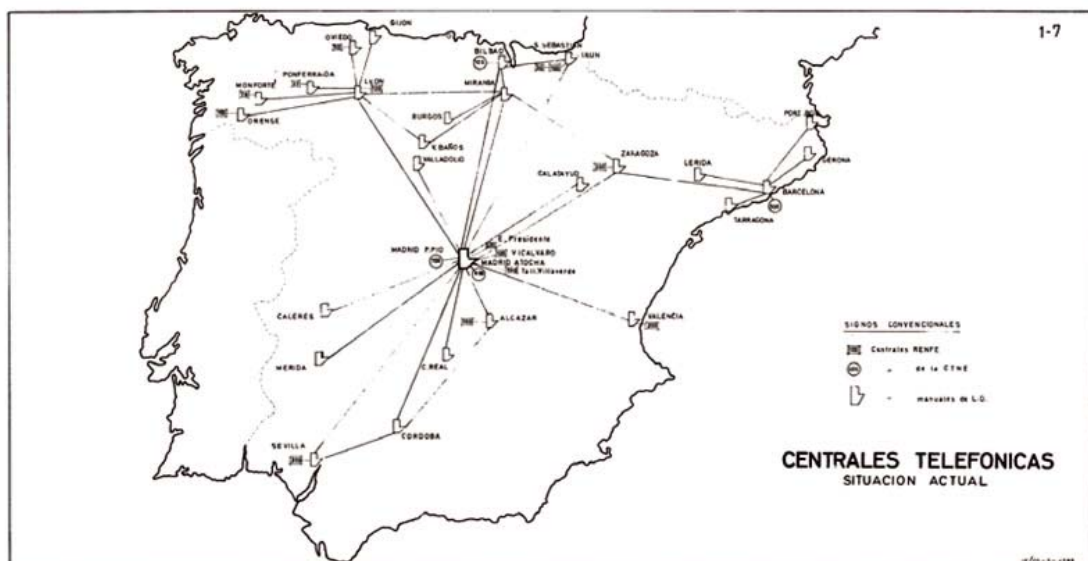 1-7
GIJON
OVIEDO
BILBAO
S. SEBASTIAN
IRUN
PONFERRADA
LEON
MIRANDA
MONFORTE
ORENSE
BURGOS
V. BAÑOS
VALLADOLID
PORT BOU
GERONA
ZARAGOZA
LERIDA
CALATAYUD
BARCELONA
TARRAGONA
MADRID P.PIO
E. Presidente
VICALVARO
MADRID ATOCHA
Tall. Villaverde
CACERES
ALCAZAR
VALENCIA
MERIDA
C. REAL
SEVILLA
CORDOBA
SIGNOS CONVENCIONALES
Centrales RENFE
" de la CTNE
" manuales de L.D.
CENTRALES TELEFONICAS
SITUACION ACTUAL